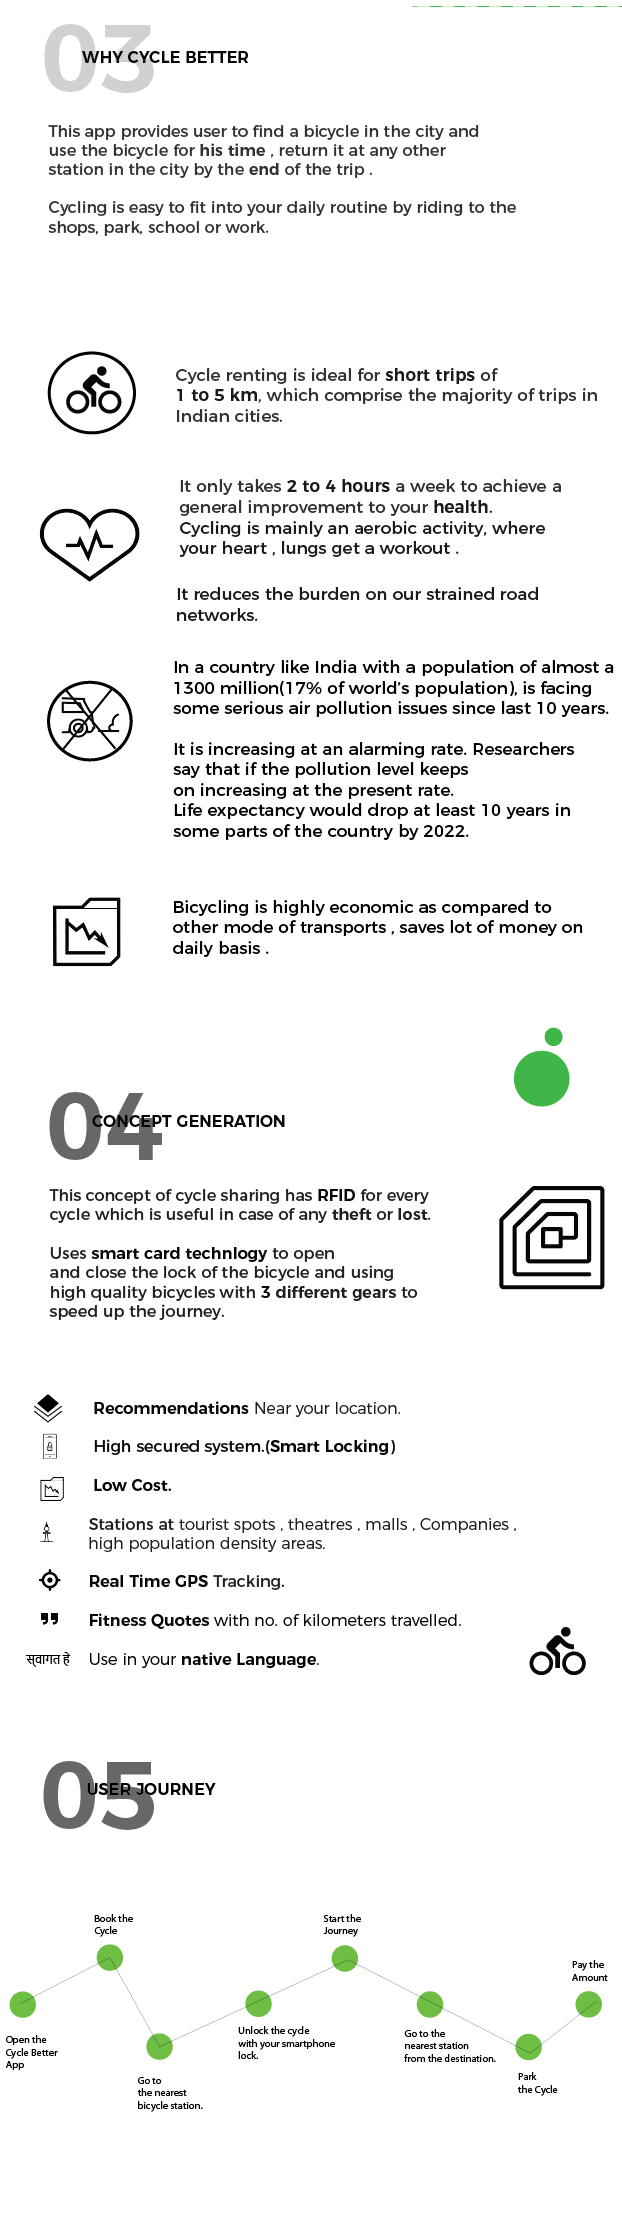 03
WHY CYCLE BETTER
This app provides user to find a bicycle in the city and
use the bicycle for his time , return it at any other
station in the city by the end of the trip .
Cycling is easy to fit into your daily routine by riding to the
shops, park, school or work.
Cycle renting is ideal for short trips of
1 to 5 km, which comprise the majority of trips in
Indian cities.
It only takes 2 to 4 hours a week to achieve a
general improvement to your health.
Cycling is mainly an aerobic activity, where
your heart , lungs get a workout .
It reduces the burden on our strained road
networks.
In a country like India with a population of almost a
1300 million(17% of world's population), is facing
some serious air pollution issues since last 10 years.
It is increasing at an alarming rate. Researchers
say that if the pollution level keeps
on increasing at the present rate.
Life expectancy would drop at least 10 years in
some parts of the country by 2022.
Bicycling is highly economic as compared to
other mode of transports , saves lot of money on
daily basis .
04
CONCEPT GENERATION
This concept of cycle sharing has RFID for every
cycle which is useful in case of any theft or lost.
Uses smart card technlogy to open
and close the lock of the bicycle and using
high quality bicycles with 3 different gears to
speed up the journey.
Recommendations Near your location.
High secured system.(Smart Locking)
Low Cost.
Stations at tourist spots , theatres , malls , Companies ,
high population density areas.
Real Time GPS Tracking.
Fitness Quotes with no. of kilometers travelled.
स्वागत हे Use in your native Language.
05
USER JOURNEY
Open the
Cycle Better
App
Book the
Cycle
Go to
the nearest
bicycle station.
Unlock the cycle
with your smartphone
lock.
Start the
Journey
Go to the
nearest station
from the destination.
Park
the Cycle
Pay the
Amount